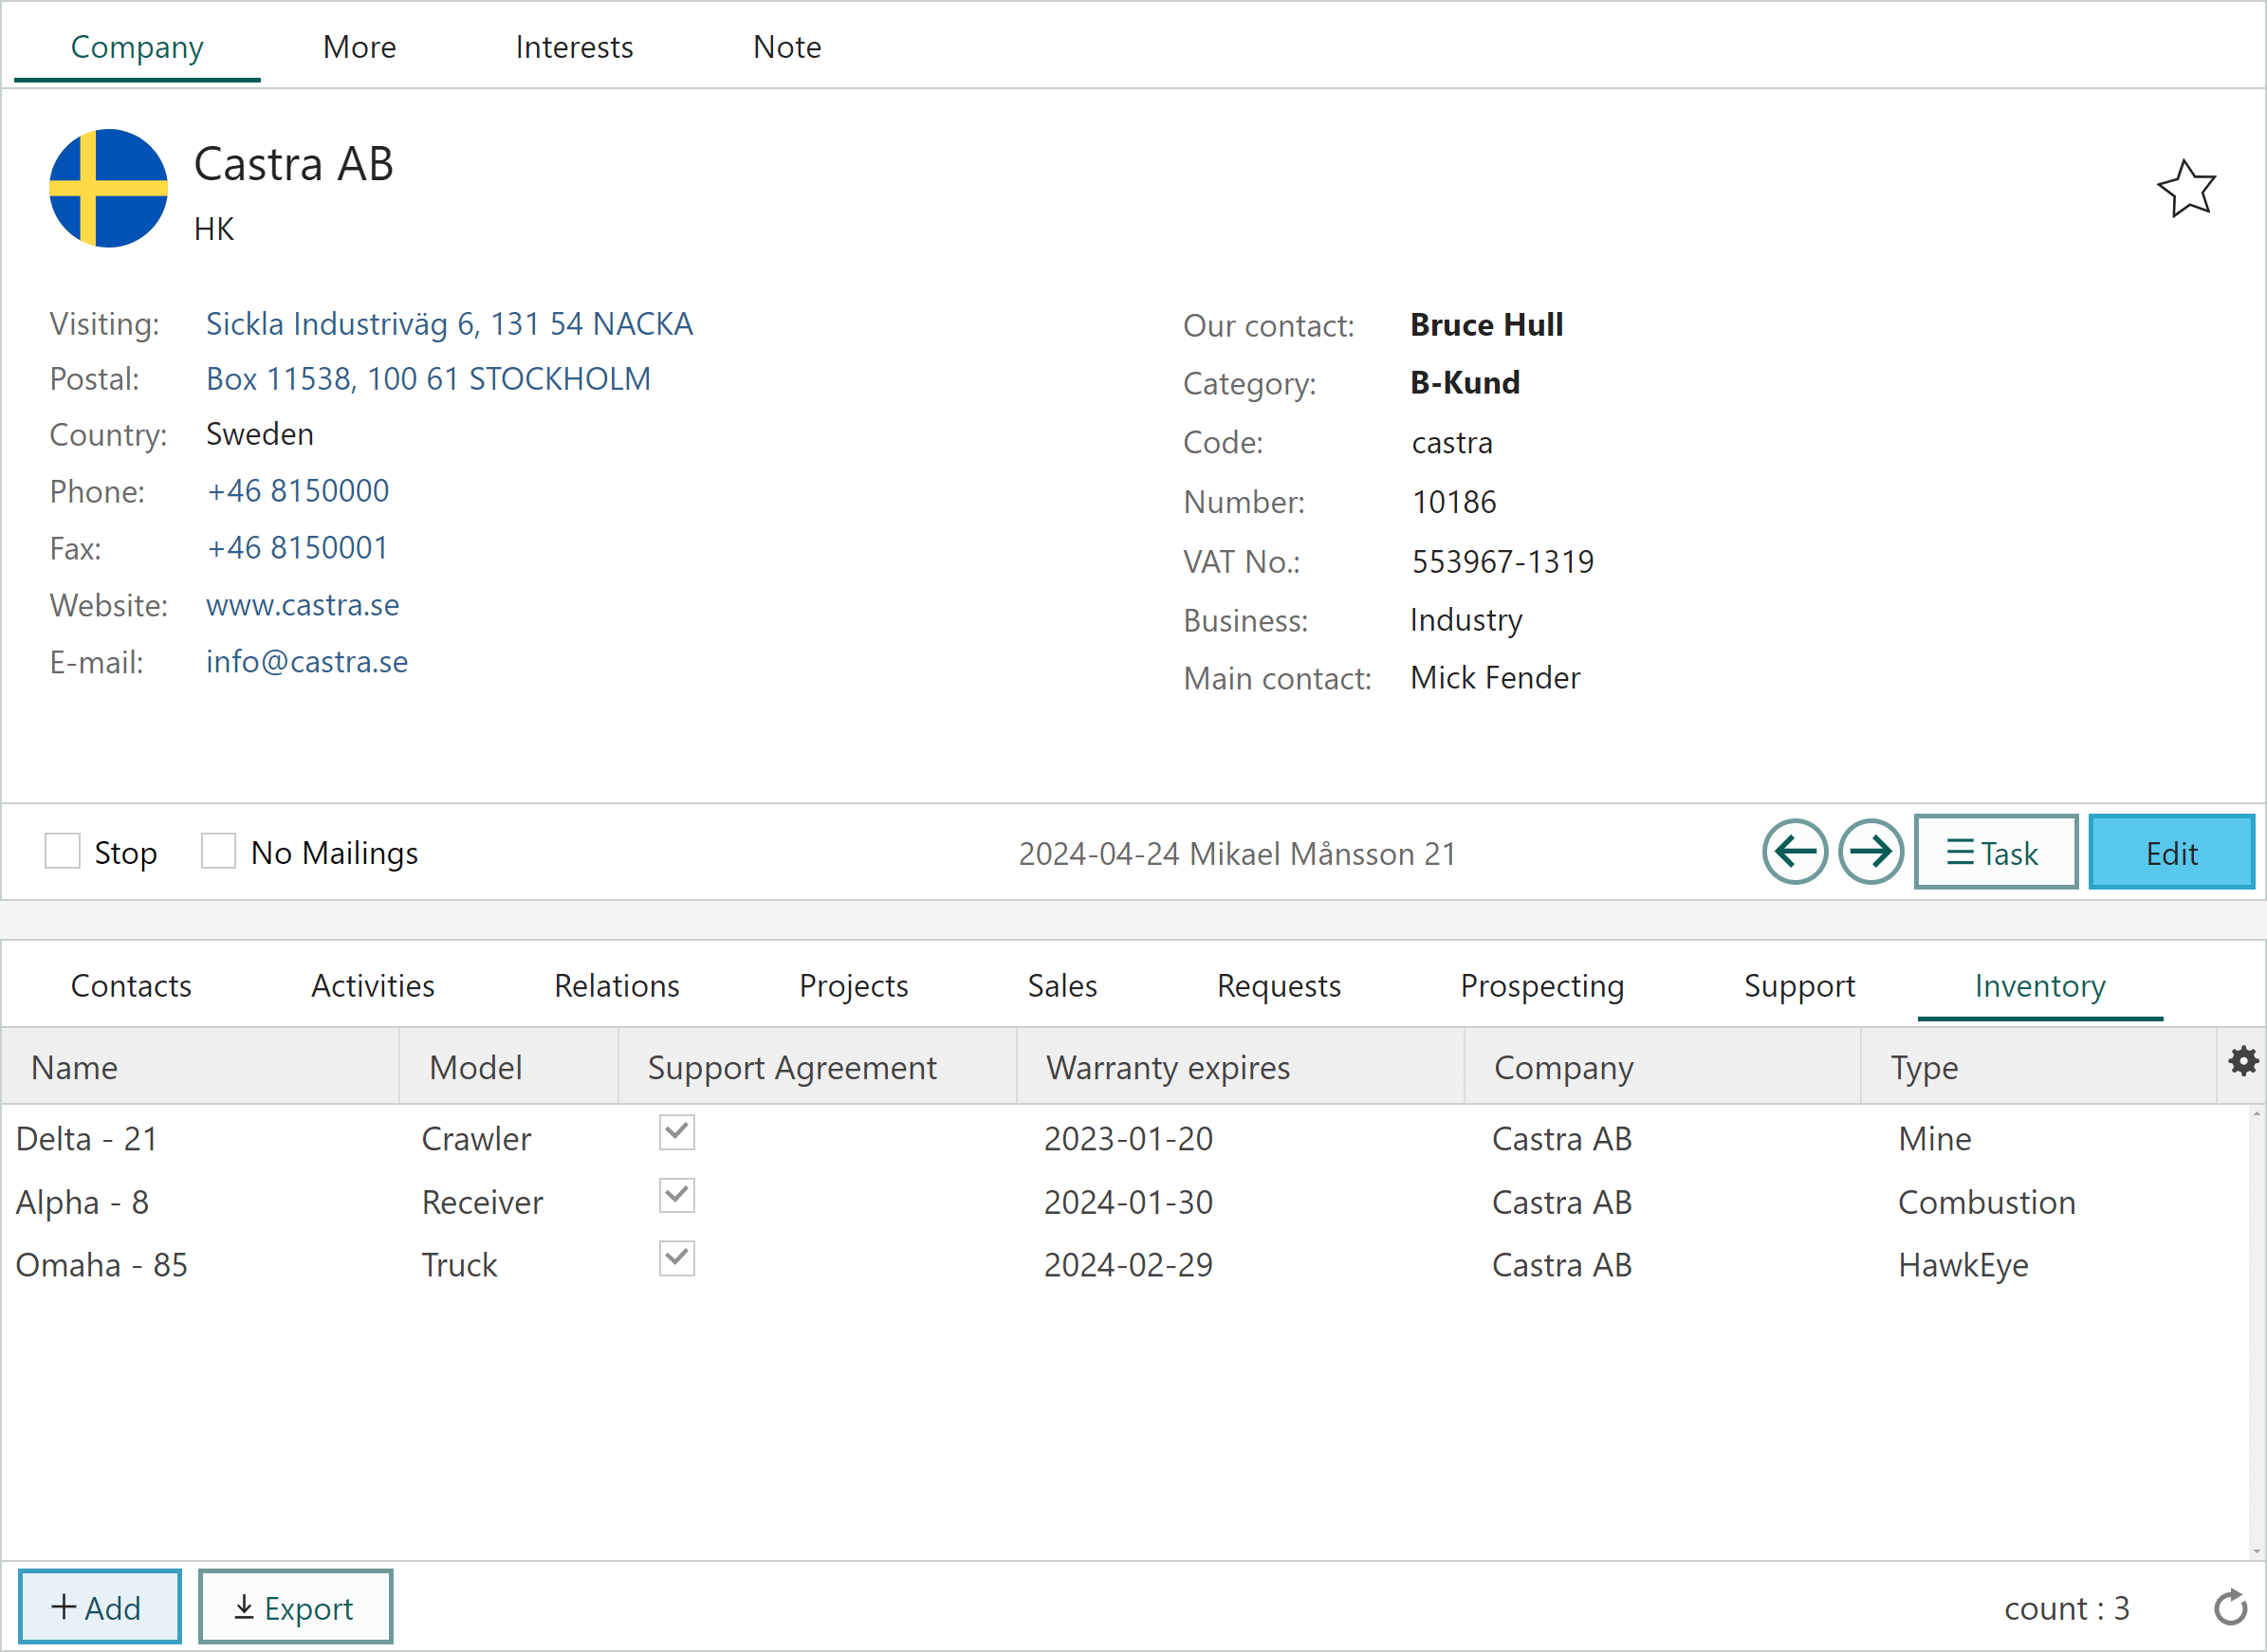 Company More Interests Note
Castra AB
HK
Visiting: Sickla Industriväg 6, 131 54 NACKA
Postal: Box 11538, 100 61 STOCKHOLM
Country: Sweden
Phone: +46 8150000
Fax: +46 8150001
Website: www.castra.se
E-mail: info@castra.se
Our contact: Bruce Hull
Category: B-Kund
Code: castra
Number: 10186
VAT No.: 553967-1319
Business: Industry
Main contact: Mick Fender
Stop No Mailings 2024-04-24 Mikael Månsson 21 Task Edit
Contacts Activities Relations Projects Sales Requests Prospecting Support Inventory
Name Model Support Agreement Warranty expires Company Type
Delta - 21 Crawler 2023-01-20 Castra AB Mine
Alpha - 8 Receiver 2024-01-30 Castra AB Combustion
Omaha - 85 Truck 2024-02-29 Castra AB HawkEye
Add Export count : 3